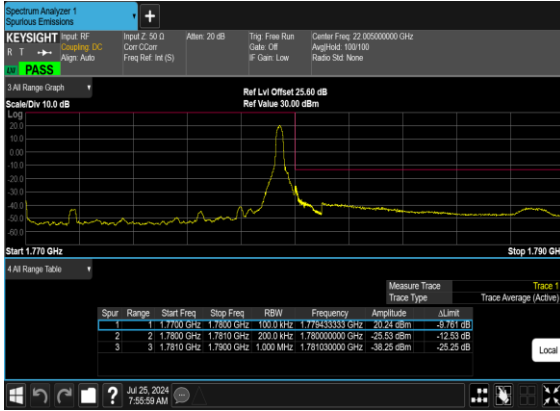 Spectrum Analyzer 1
Spurious Emissions
+
KEYSIGHT Input: RF Input Z: 50 Ω Atten: 20 dB Trig: Free Run Center Freq: 22.005000000 GHz
R T Coupling: DC Corr CCorr Gate: Off Avg|Hold: 100/100
Align: Auto Freq Ref: Int (S) IF Gain: Low Radio Std: None
PASS
3 All Range Graph
Ref Lvl Offset 25.60 dB
Scale/Div 10.0 dB Ref Value 30.00 dBm
Log
20.0
10.0
0.00
-10.0
-20.0
-30.0
-40.0
-50.0
-60.0
Start 1.770 GHz Stop 1.790 GH
4 All Range Table
Measure Trace Trace 1
Trace Type Trace Average (Active)
Spur Range Start Freq Stop Freq RBW Frequency Amplitude ΔLimit
1 1 1.7700 GHz 1.7800 GHz 100.0 kHz 1.779433333 GHz 20.24 dBm -9.761 dB
2 2 1.7800 GHz 1.7810 GHz 200.0 kHz 1.780000000 GHz -25.53 dBm -12.53 dB
3 3 1.7810 GHz 1.7900 GHz 1.000 MHz 1.781030000 GHz -38.25 dBm -25.25 dB
Local
?
Jul 25, 2024
7:55:59 AM